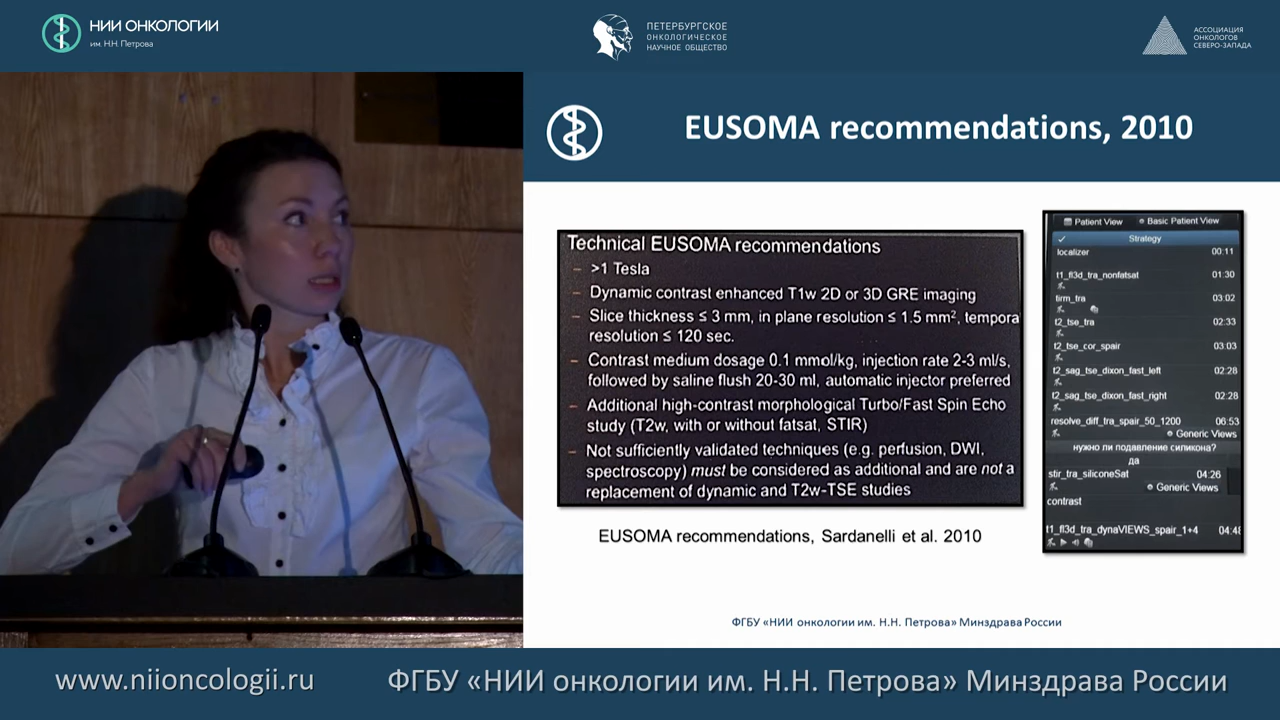 НИИ ОНКОЛОГИИ
им. Н.Н. Петрова
ПЕТЕРБУРГСКОЕ
ОНКОЛОГИЧЕСКОЕ
НАУЧНОЕ ОБЩЕСТВО
АССОЦИАЦИЯ
ОНКОЛОГОВ
СЕВЕРО-ЗАПАДА
EUSOMA recommendations, 2010
Technical EUSOMA recommendations
– >1 Tesla
– Dynamic contrast enhanced T1w 2D or 3D GRE imaging
– Slice thickness ≤ 3 mm, in plane resolution ≤ 1.5 mm², tempora
resolution ≤ 120 sec.
– Contrast medium dosage 0.1 mmol/kg, injection rate 2-3 ml/s,
followed by saline flush 20-30 ml, automatic injector preferred
– Additional high-contrast morphological Turbo/Fast Spin Echo
study (T2w, with or without fatsat, STIR)
– Not sufficiently validated techniques (e.g. perfusion, DWI,
spectroscopy) must be considered as additional and are not a
replacement of dynamic and T2w-TSE studies
EUSOMA recommendations, Sardanelli et al. 2010
Patient View Basic Patient View
Strategy
localizer 00:11
t1_fl3d_tra_nonfatsat 01:30
tirm_tra 03:02
t2_tse_tra 02:33
t2_tse_cor_spair 03:03
t2_sag_tse_dixon_fast_left 02:28
t2_sag_tse_dixon_fast_right 02:28
resolve_diff_tra_spair_50_1200 06:53
Generic Views
нужно ли подавление силикона?
да
stir_tra_siliconeSat 04:26
Generic Views
contrast
t1_fl3d_tra_dynaVIEWS_spair_1+4 04:48
ФГБУ «НИИ онкологии им. Н.Н. Петрова» Минздрава России
www.niioncologii.ru ФГБУ «НИИ онкологии им. Н.Н. Петрова» Минздрава России